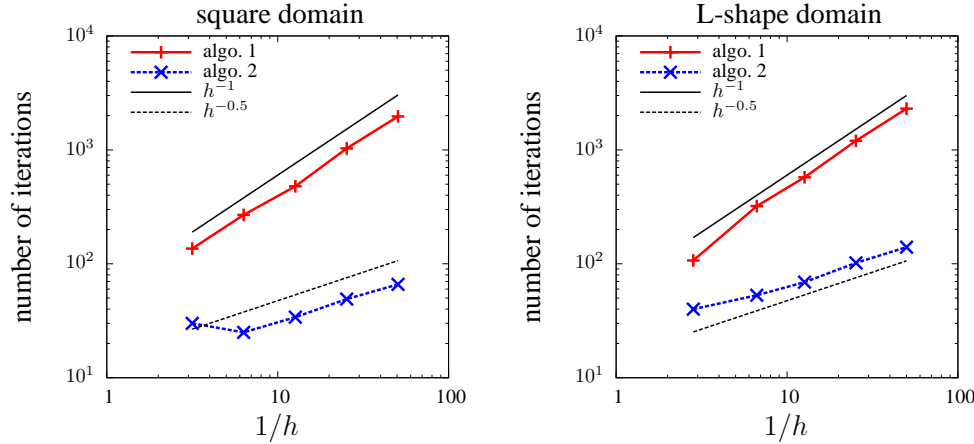 square domain
10^4
10^3
10^2
10^1
number of iterations
algo. 1
algo. 2
h^{-1}
h^{-0.5}
1
10
100
1/h
L-shape domain
10^4
10^3
10^2
10^1
number of iterations
algo. 1
algo. 2
h^{-1}
h^{-0.5}
1
10
100
1/h